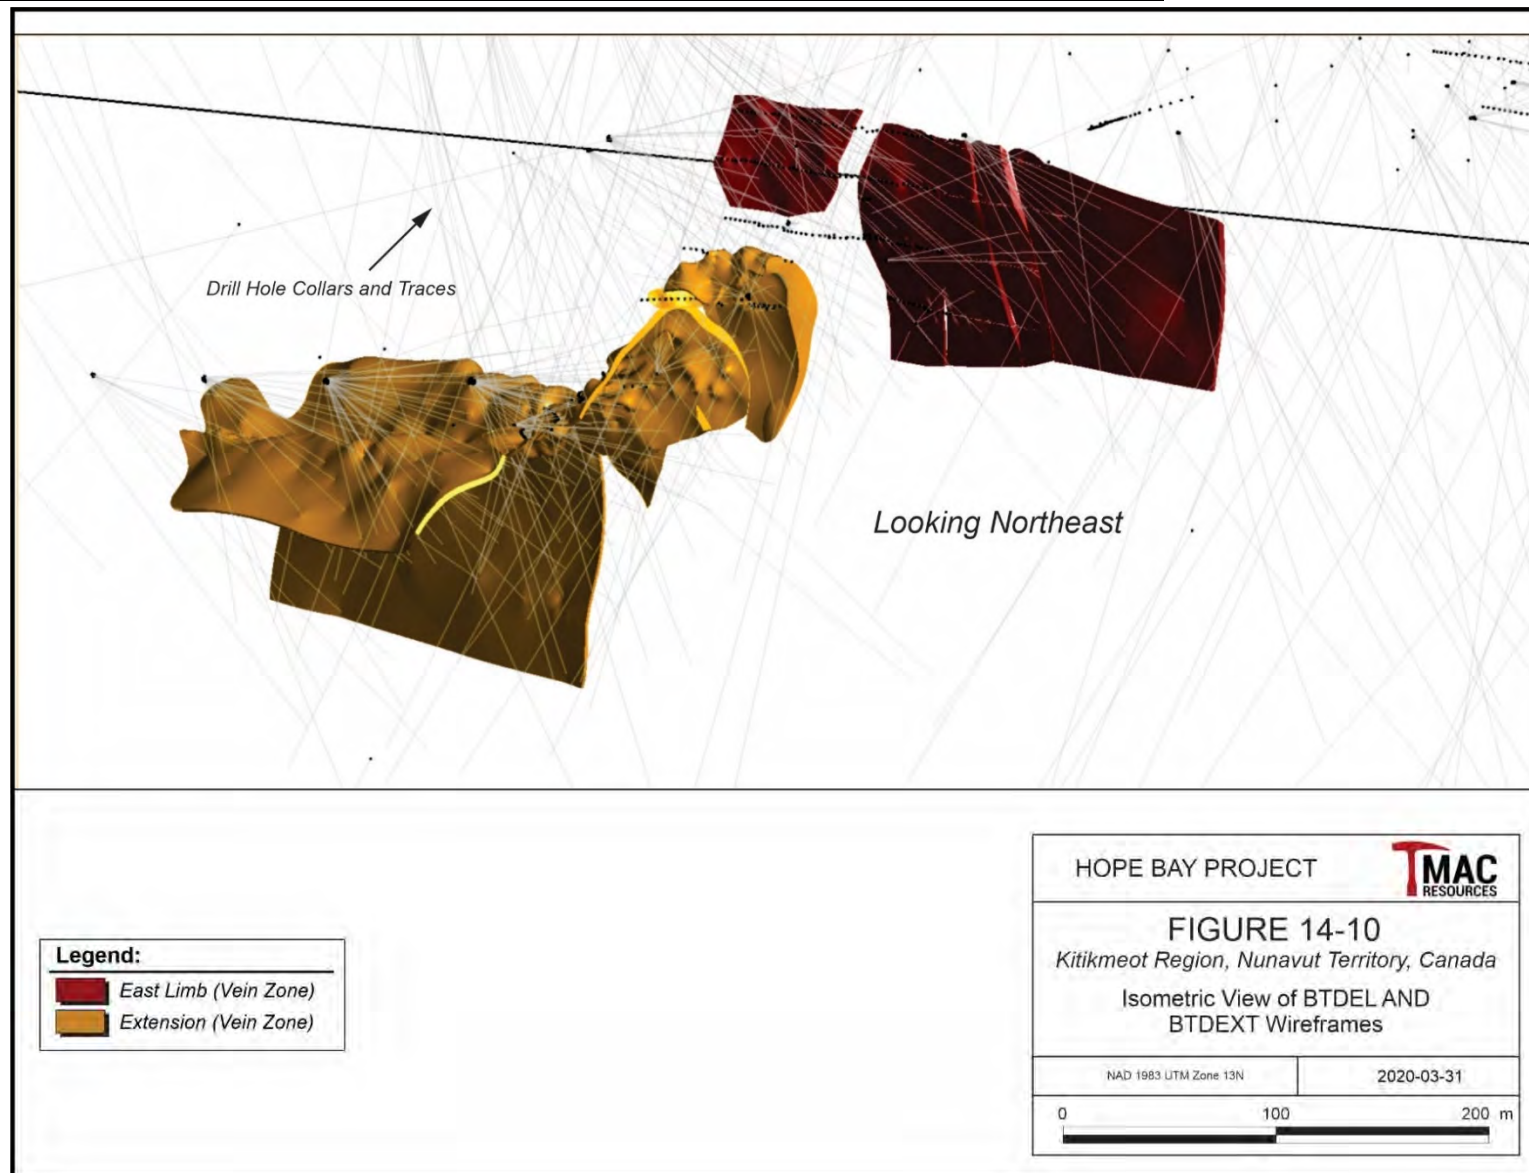 Drill Hole Collars and Traces
Looking Northeast
Legend:
East Limb (Vein Zone)
Extension (Vein Zone)
HOPE BAY PROJECT
TMAC
RESOURCES
FIGURE 14-10
Kitikmeot Region, Nunavut Territory, Canada
Isometric View of BTDEL AND
BTDEXT Wireframes
NAD 1983 UTM Zone 13N
2020-03-31
0 100 200 m